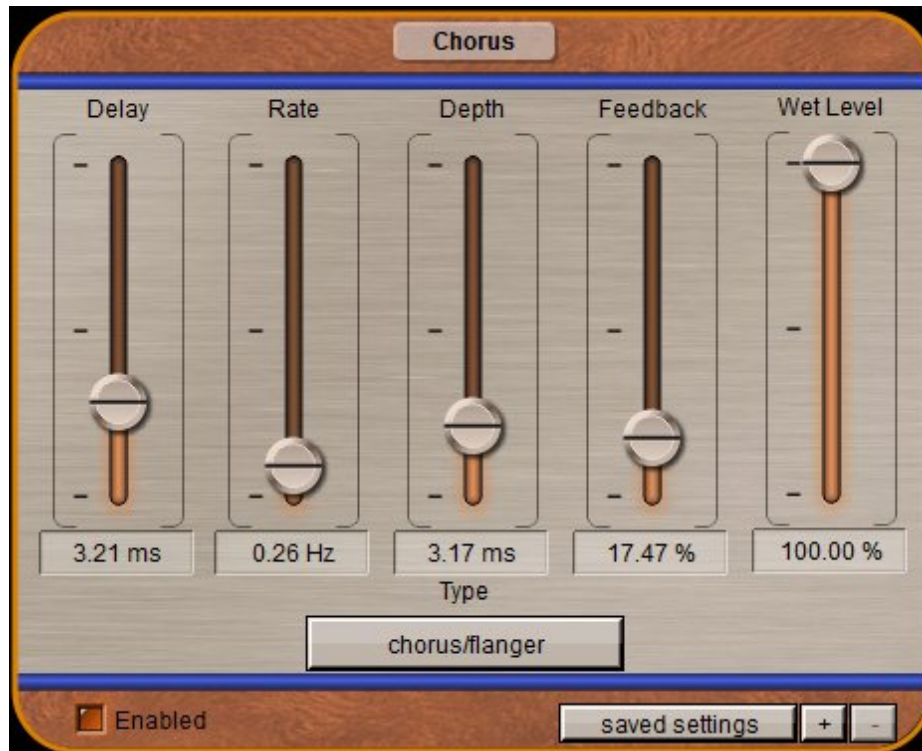 Chorus
Delay Rate Depth Feedback Wet Level
3.21 ms 0.26 Hz 3.17 ms 17.47 % 100.00 %
Type
chorus/flanger
Enabled saved settings + -